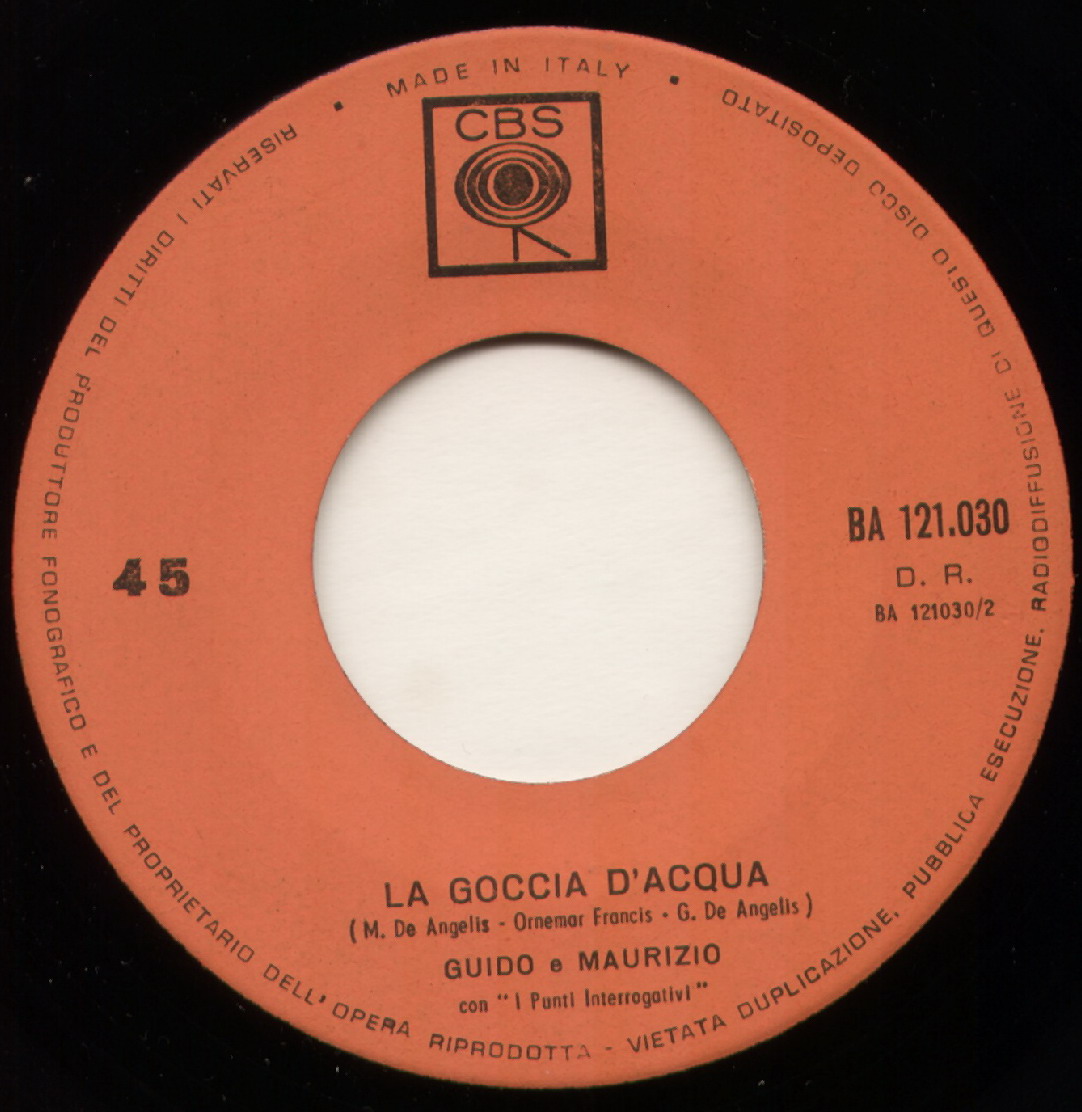 MADE IN ITALY
CBS
45
BA 121.030
D. R.
BA 121030/2
LA GOCCIA D'ACQUA
( M. De Angelis - Ornemar Francis - G. De Angelis )
GUIDO e MAURIZIO
con "I Punti Interrogativi"
RISERVATI I DIRITTI DEL PRODUTTORE FONOGRAFICO E DEL PROPRIETARIO DELL'OPERA RIPRODOTTA - VIETATA DUPLICAZIONE, PUBBLICA ESECUZIONE, RADIODIFFUSIONE DI QUESTO DISCO DEPOSITATO